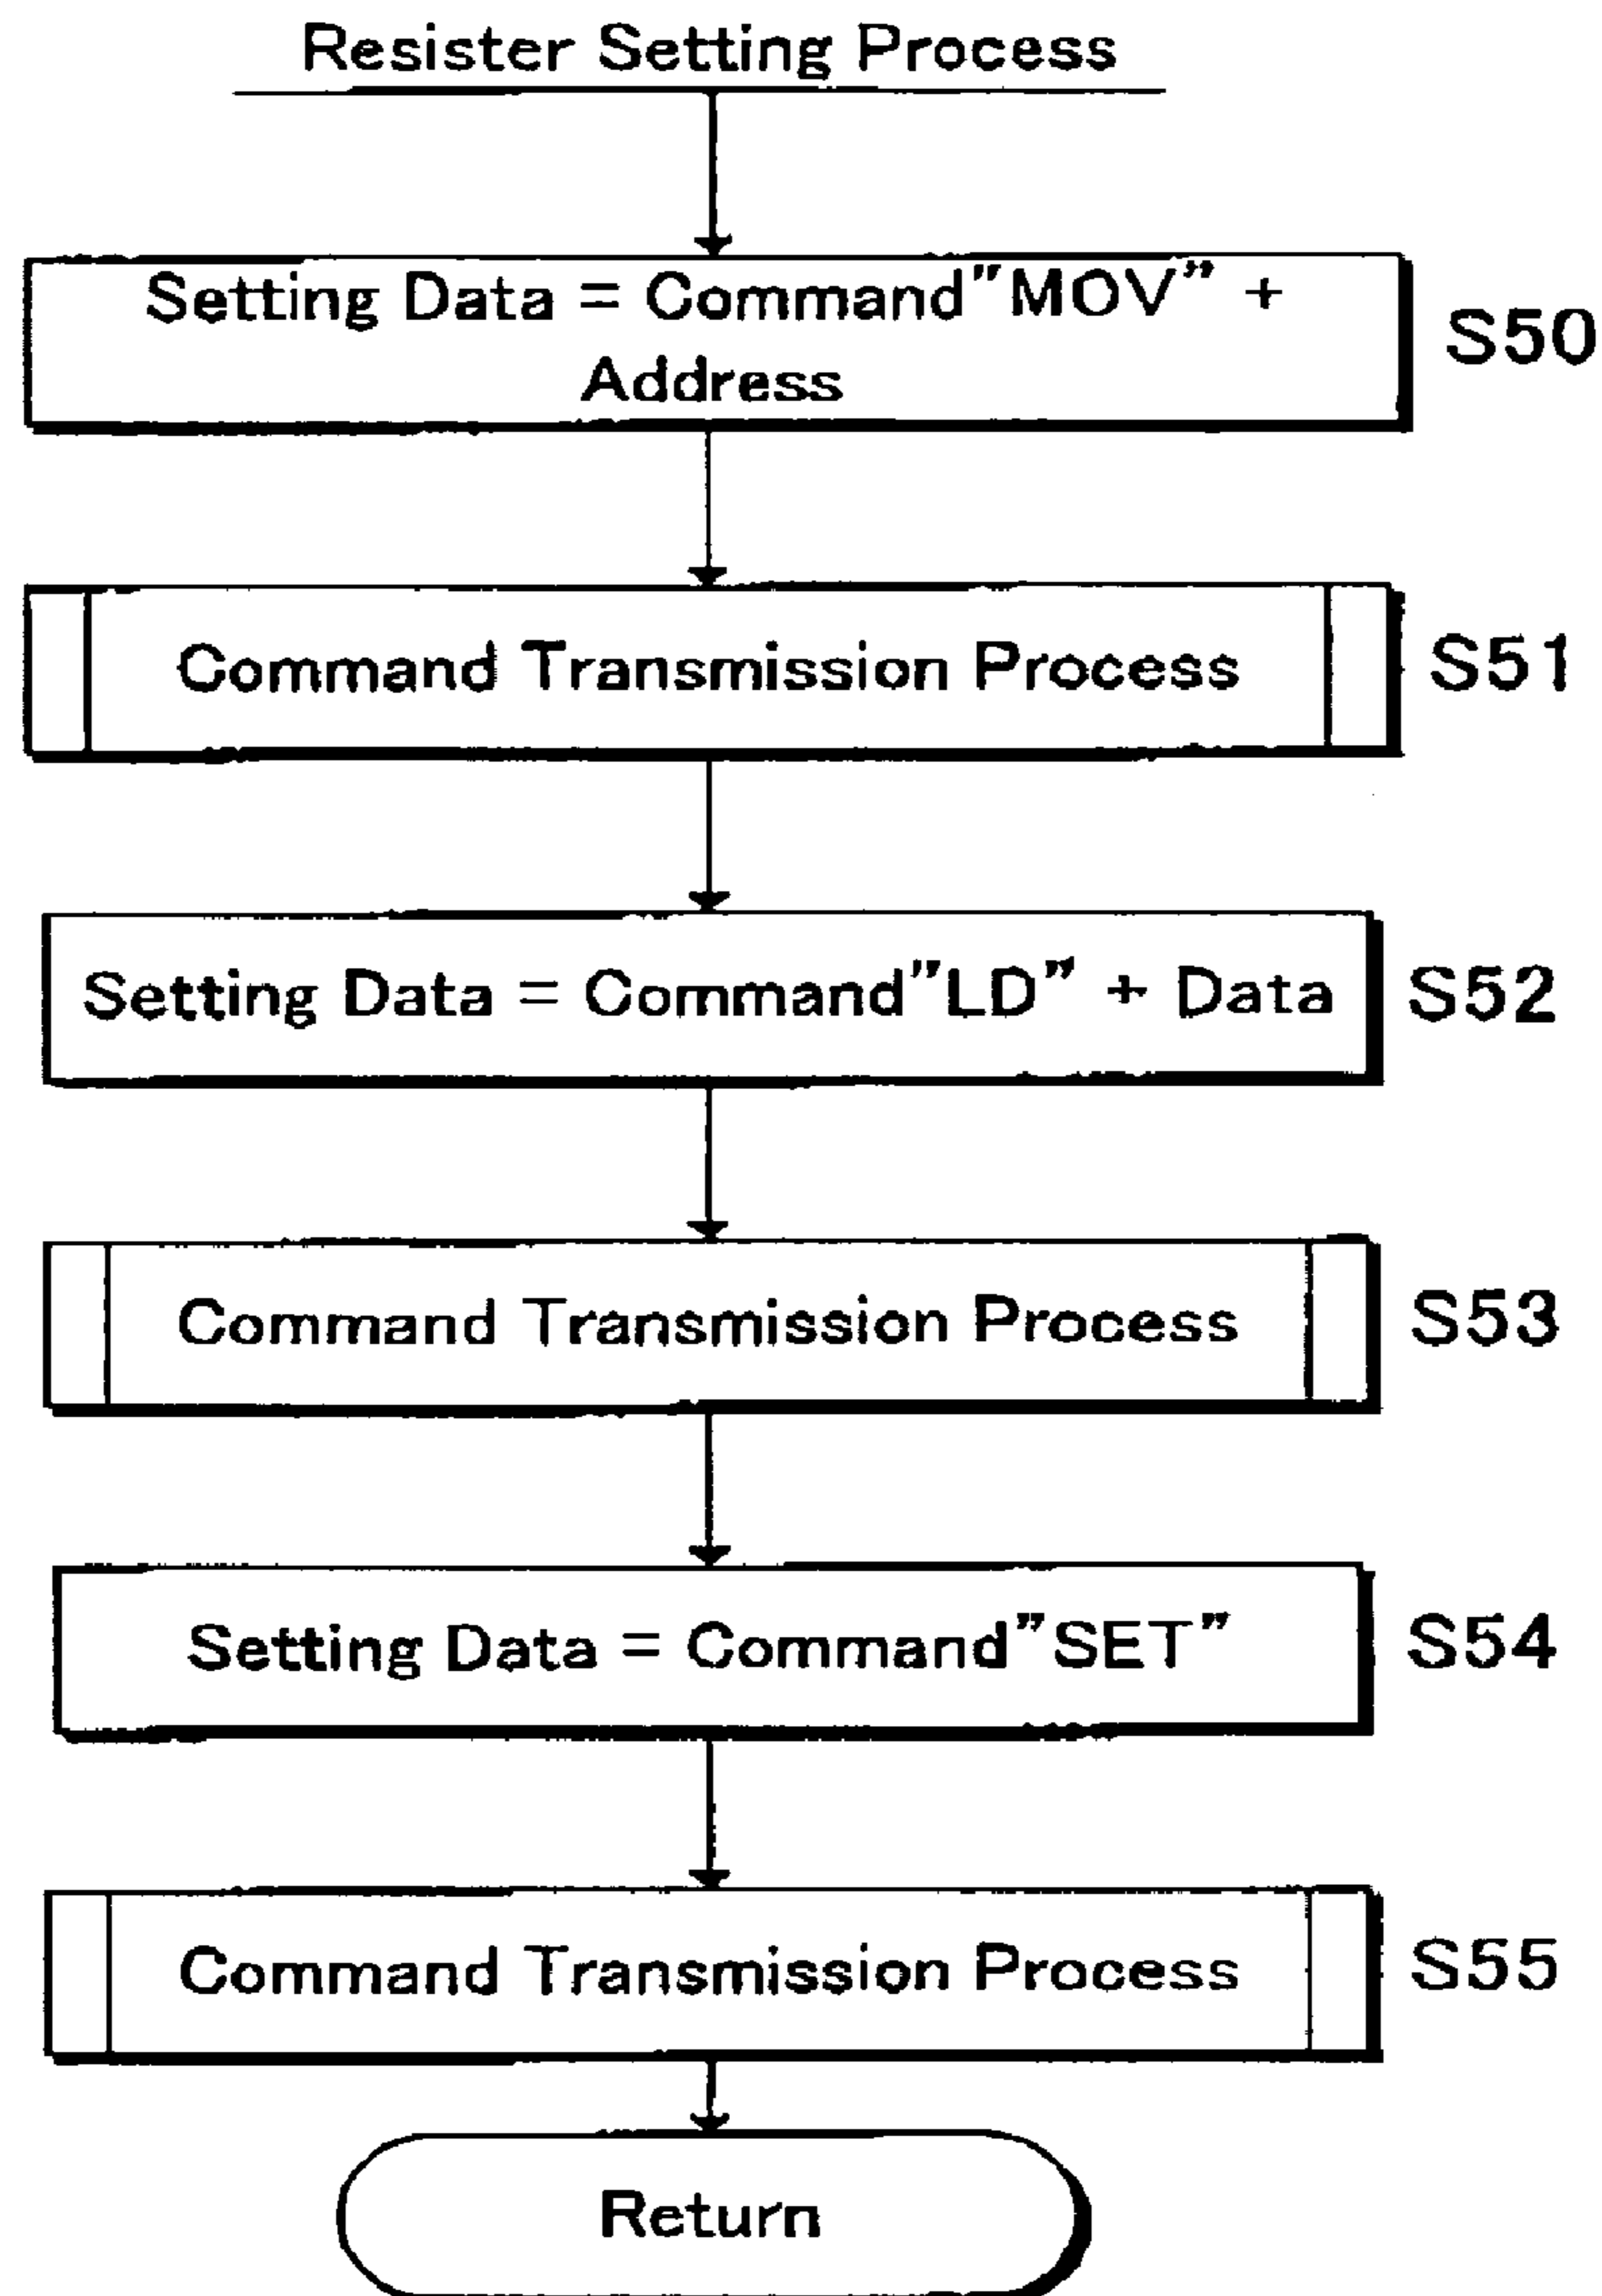 Resister Setting Process
Setting Data = Command"MOV" +
Address
S50
Command Transmission Process
S51
Setting Data = Command"LD" + Data
S52
Command Transmission Process
S53
Setting Data = Command"SET"
S54
Command Transmission Process
S55
Return